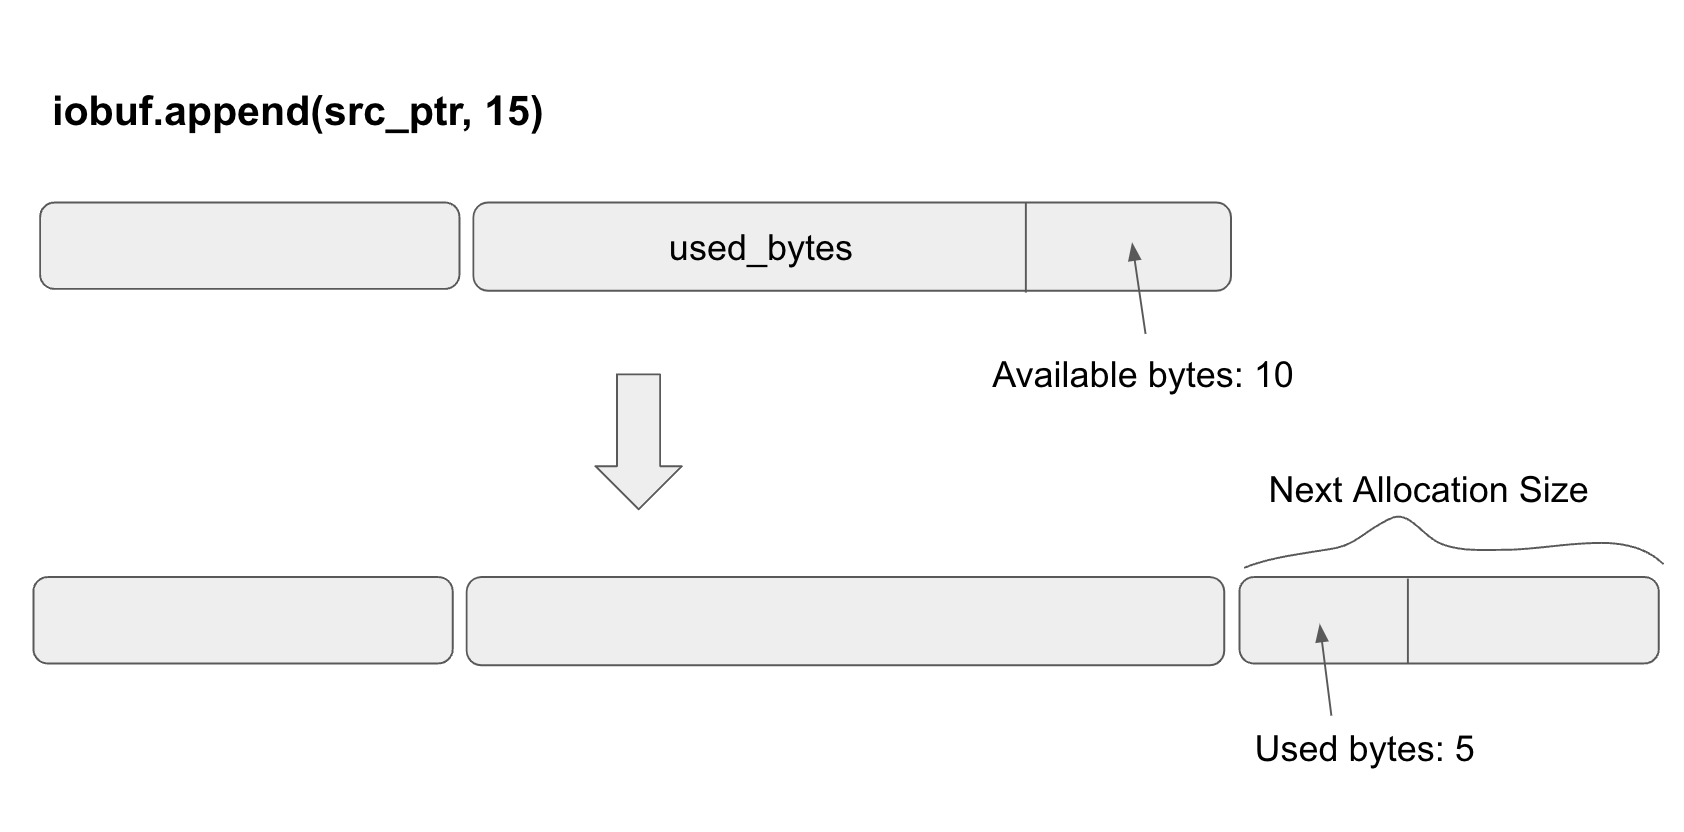 iobuf.append(src_ptr, 15)
used_bytes
Available bytes: 10
Next Allocation Size
Used bytes: 5